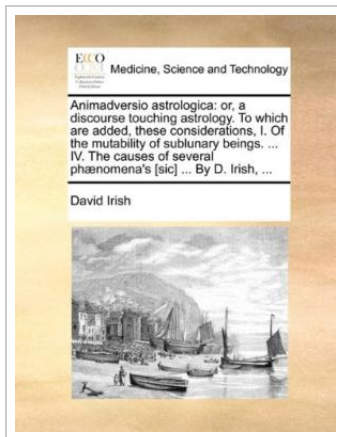 ECCO
Medicine, Science and Technology
Animadversio astrologica: or, a
discourse touching astrology. To which
are added, these considerations, I. Of
the mutability of sublunary beings. ...
IV. The causes of several
phænomena's [sic] ... By D. Irish, ...
David Irish